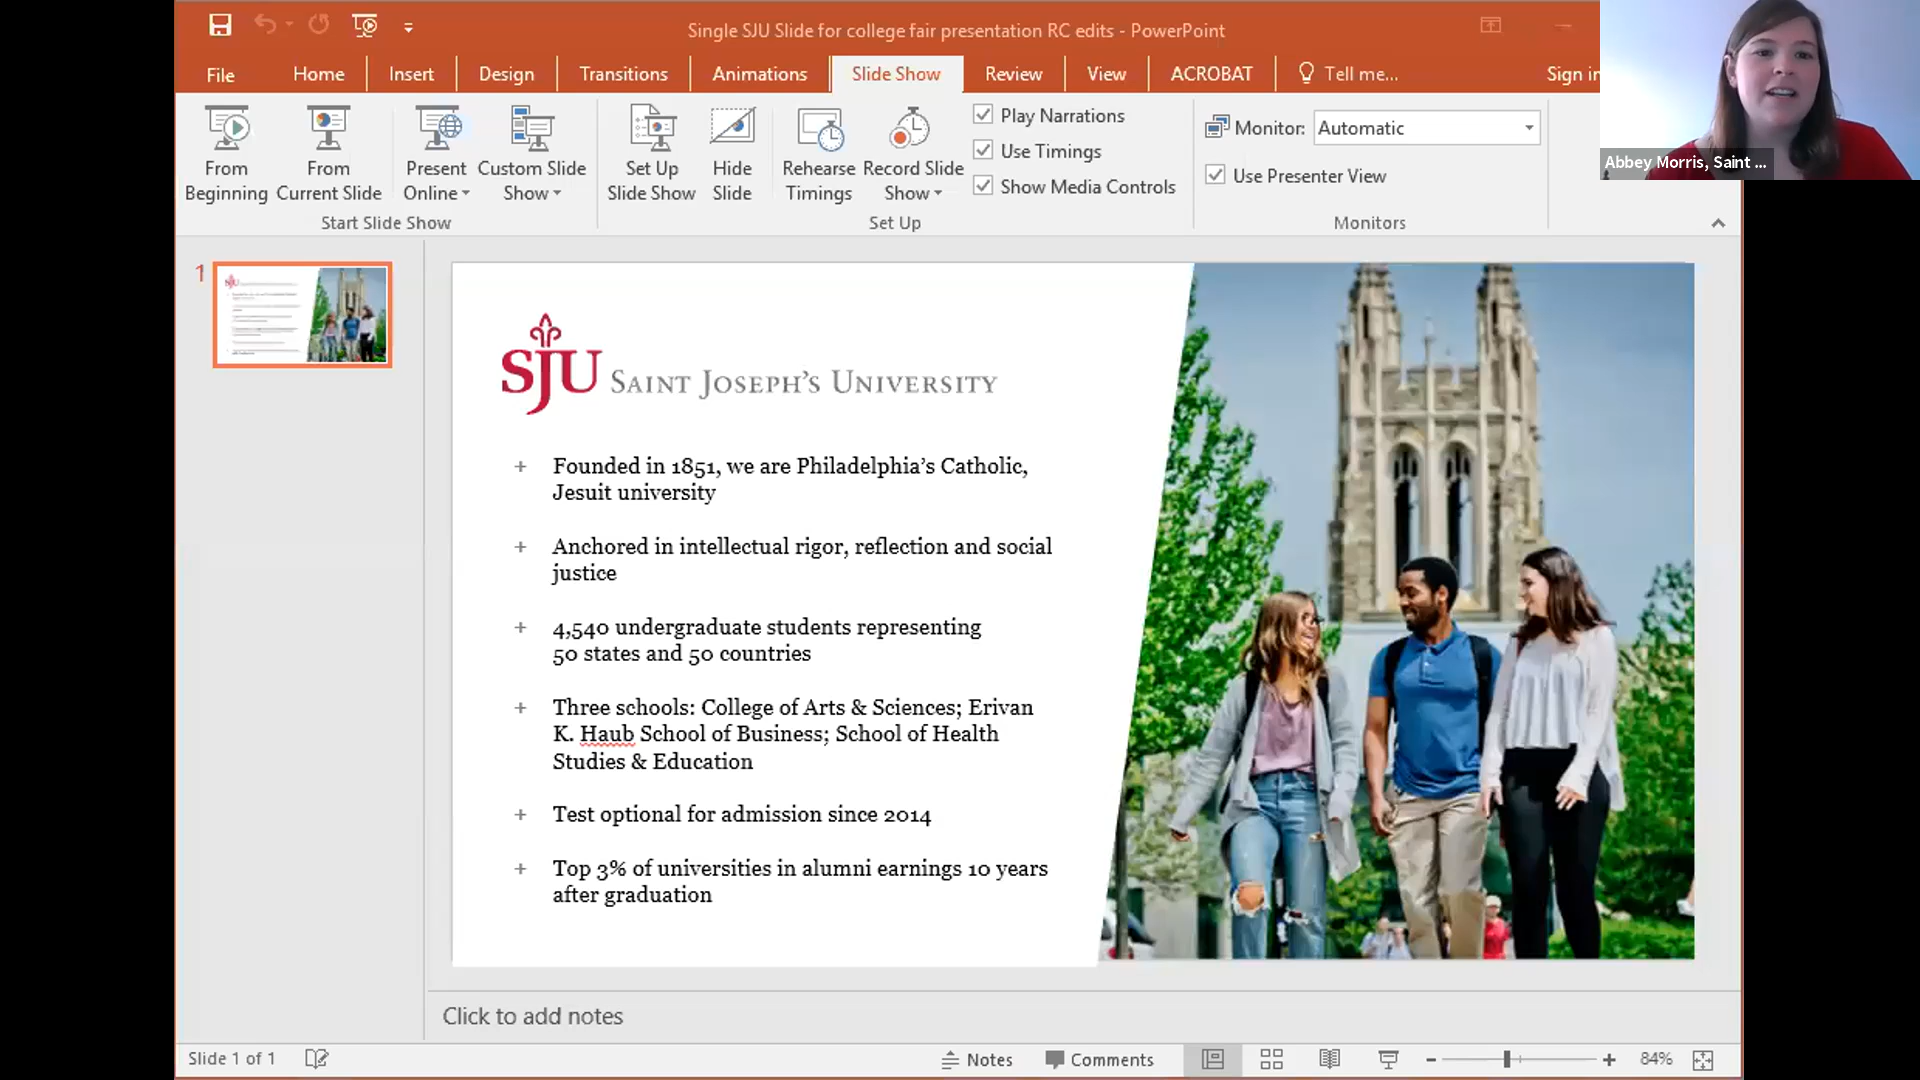 Single SJU Slide for college fair presentation RC edits - PowerPoint
File Home Insert Design Transitions Animations Slide Show Review View ACROBAT Tell me... Sign in
From Beginning
From Current Slide
Present Online
Custom Slide Show
Start Slide Show
Set Up Slide Show
Hide Slide
Rehearse Timings
Record Slide Show
Play Narrations
Use Timings
Show Media Controls
Set Up
Monitor: Automatic
Use Presenter View
Monitors
Abbey Morris, Saint ...
1
SJU SAINT JOSEPH'S UNIVERSITY
+ Founded in 1851, we are Philadelphia's Catholic,
Jesuit university
+ Anchored in intellectual rigor, reflection and social
justice
+ 4,540 undergraduate students representing
50 states and 50 countries
+ Three schools: College of Arts & Sciences; Erivan
K. Haub School of Business; School of Health
Studies & Education
+ Test optional for admission since 2014
+ Top 3% of universities in alumni earnings 10 years
after graduation
Click to add notes
Slide 1 of 1 Notes Comments 84%